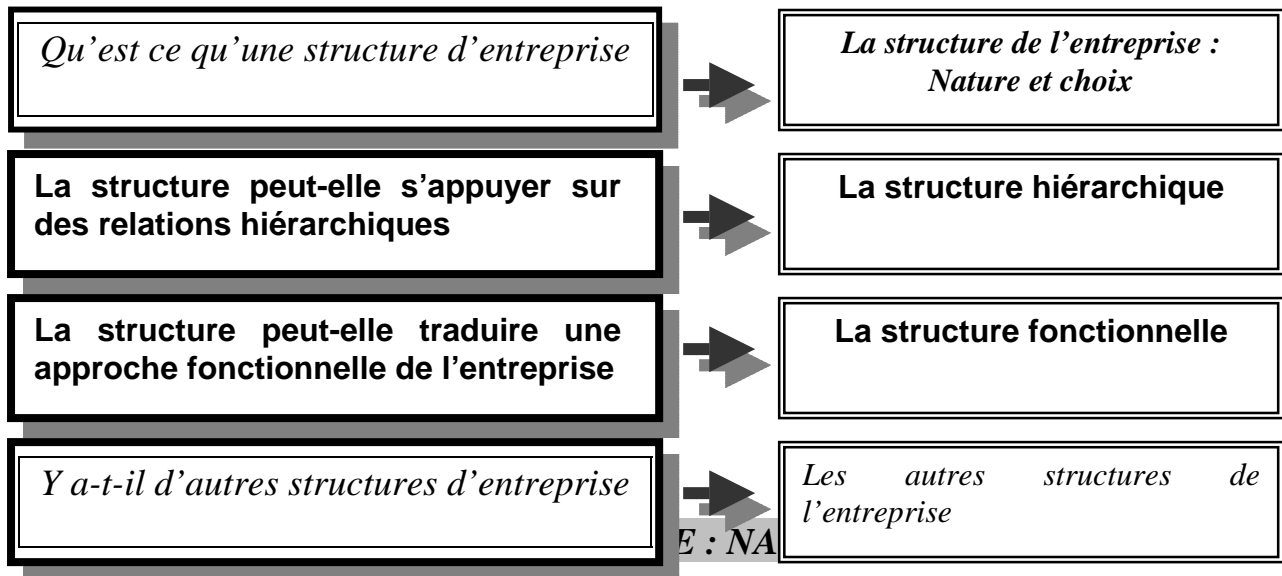 Qu’est ce qu’une structure d’entreprise
La structure de l’entreprise :
Nature et choix
La structure peut-elle s’appuyer sur
des relations hiérarchiques
La structure hiérarchique
La structure peut-elle traduire une
approche fonctionnelle de l’entreprise
La structure fonctionnelle
Y a-t-il d’autres structures d’entreprise
Les autres structures de
l’entreprise
E : NA